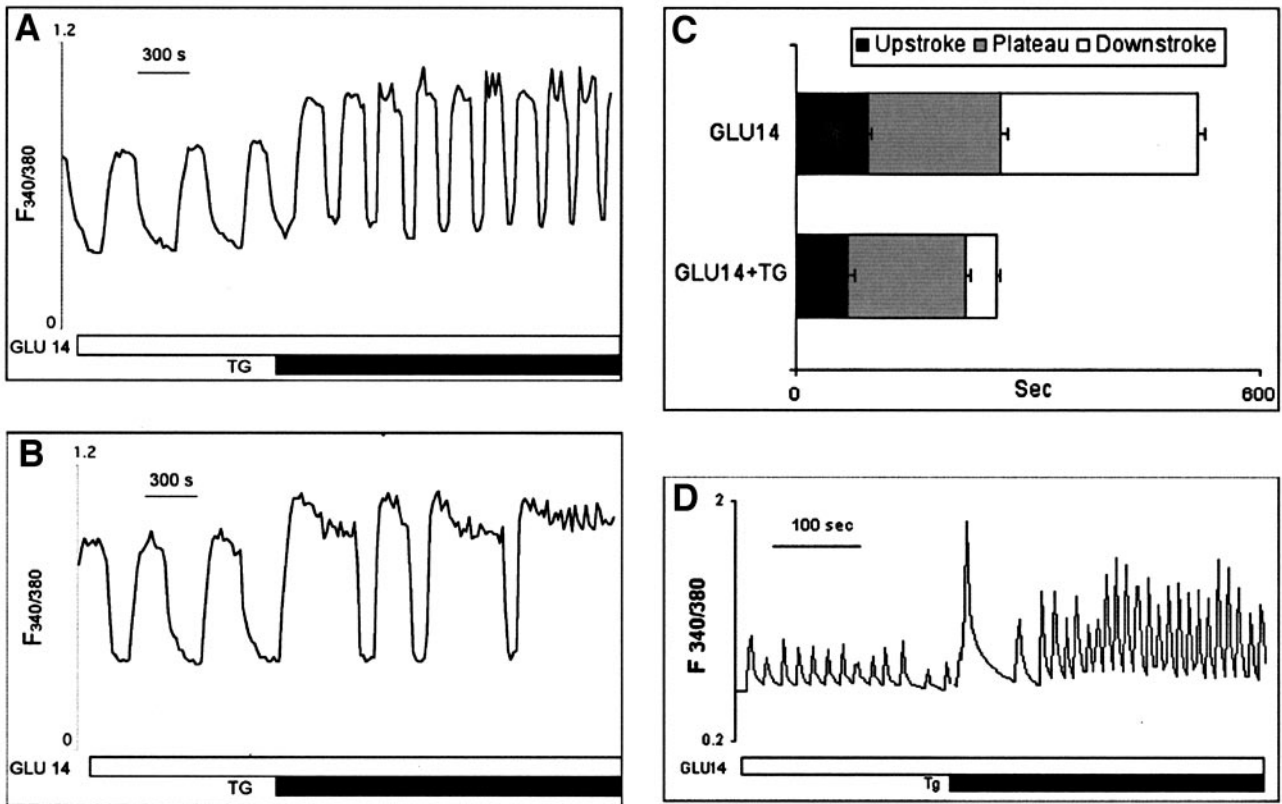 A
1.2
300 s
F340/380
0
GLU 14
TG
B
1.2
300 s
F340/380
0
GLU 14
TG
C
Upstroke Plateau Downstroke
GLU14
GLU14+TG
0 Sec 600
D
2
100 sec
F 340/380
0.2
GLU14
Tg